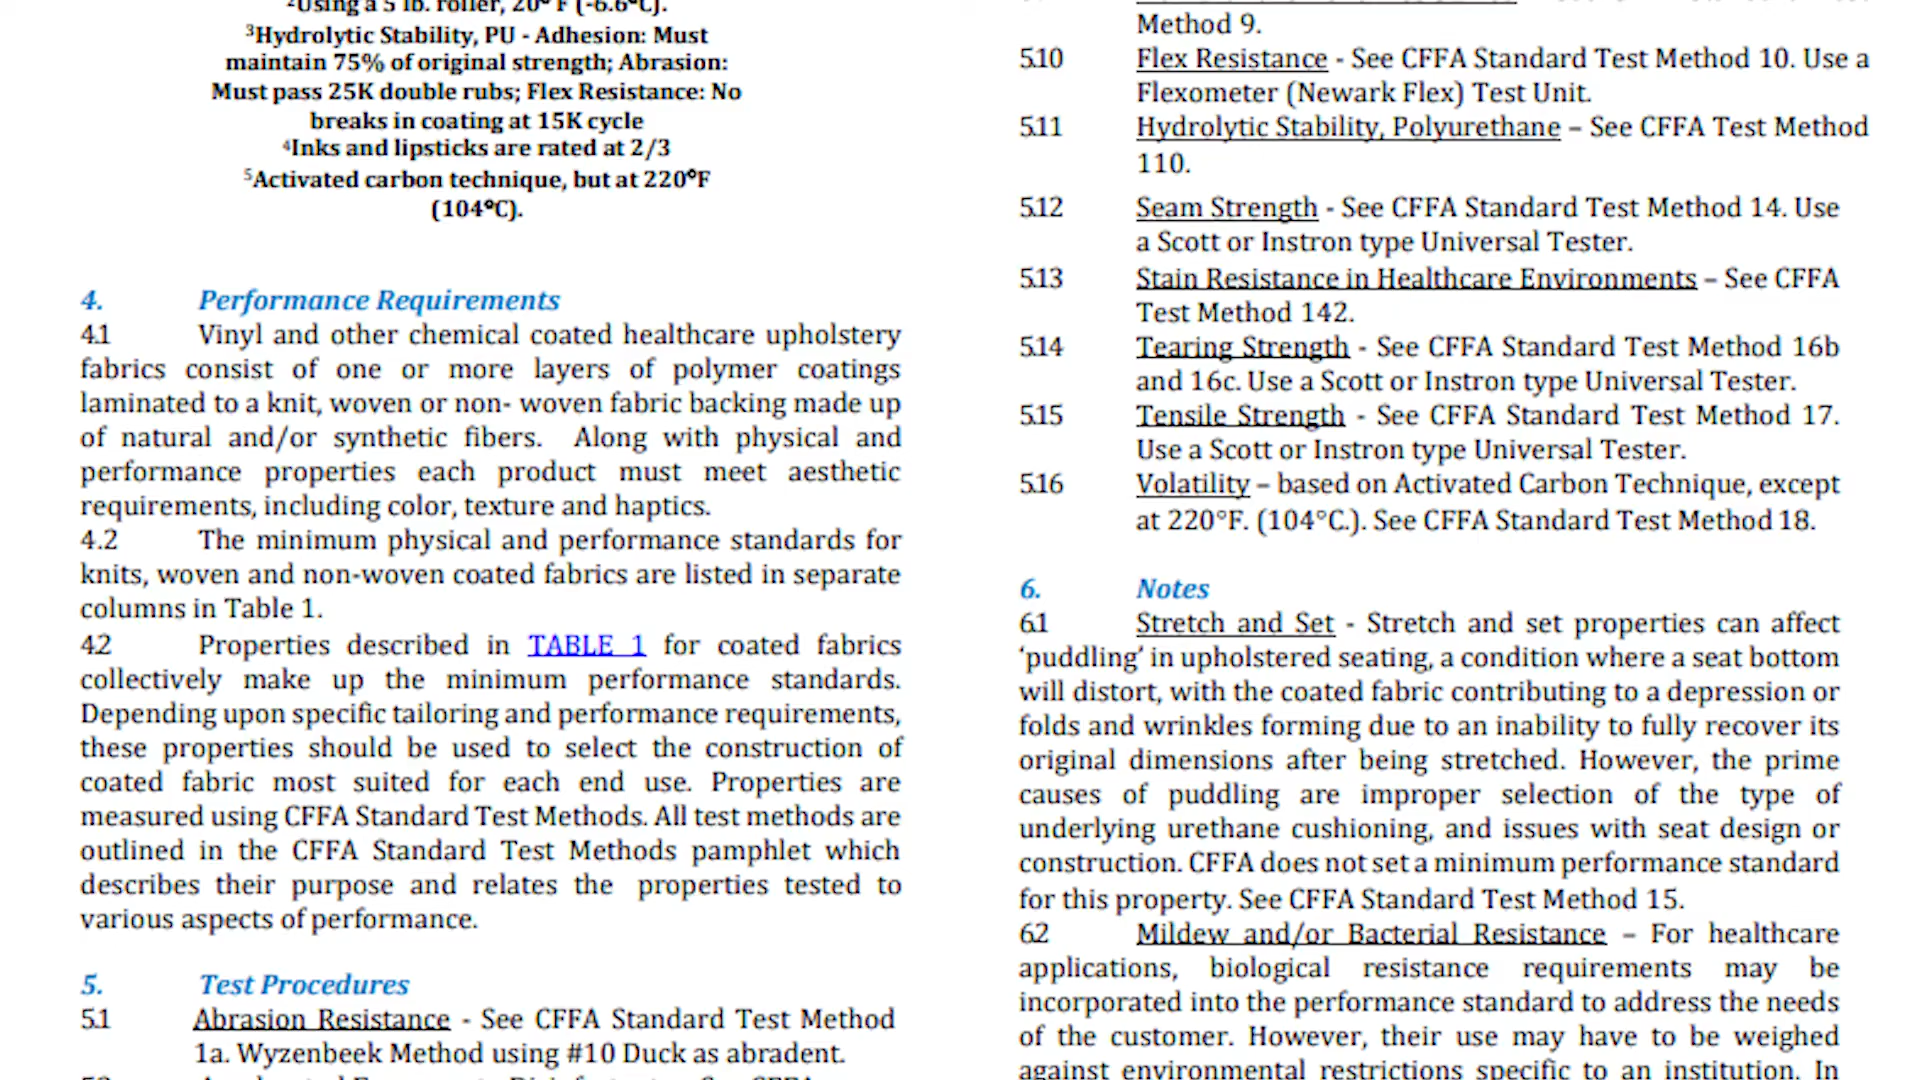 ²Using a 5 lb. roller, 20°F (-6.6°C).
³Hydrolytic Stability, PU - Adhesion: Must
maintain 75% of original strength; Abrasion:
Must pass 25K double rubs; Flex Resistance: No
breaks in coating at 15K cycle
⁴Inks and lipsticks are rated at 2/3
⁵Activated carbon technique, but at 220°F
(104°C).
4. Performance Requirements
4.1 Vinyl and other chemical coated healthcare upholstery
fabrics consist of one or more layers of polymer coatings
laminated to a knit, woven or non- woven fabric backing made up
of natural and/or synthetic fibers. Along with physical and
performance properties each product must meet aesthetic
requirements, including color, texture and haptics.
4.2 The minimum physical and performance standards for
knits, woven and non-woven coated fabrics are listed in separate
columns in Table 1.
4.2 Properties described in TABLE 1 for coated fabrics
collectively make up the minimum performance standards.
Depending upon specific tailoring and performance requirements,
these properties should be used to select the construction of
coated fabric most suited for each end use. Properties are
measured using CFFA Standard Test Methods. All test methods are
outlined in the CFFA Standard Test Methods pamphlet which
describes their purpose and relates the properties tested to
various aspects of performance.
5. Test Procedures
5.1 Abrasion Resistance - See CFFA Standard Test Method
1a. Wyzenbeek Method using #10 Duck as abradent.
Method 9.
5.10 Flex Resistance - See CFFA Standard Test Method 10. Use a
Flexometer (Newark Flex) Test Unit.
5.11 Hydrolytic Stability, Polyurethane – See CFFA Test Method
110.
5.12 Seam Strength - See CFFA Standard Test Method 14. Use
a Scott or Instron type Universal Tester.
5.13 Stain Resistance in Healthcare Environments – See CFFA
Test Method 142.
5.14 Tearing Strength - See CFFA Standard Test Method 16b
and 16c. Use a Scott or Instron type Universal Tester.
5.15 Tensile Strength - See CFFA Standard Test Method 17.
Use a Scott or Instron type Universal Tester.
5.16 Volatility – based on Activated Carbon Technique, except
at 220°F. (104°C.). See CFFA Standard Test Method 18.
6. Notes
6.1 Stretch and Set - Stretch and set properties can affect
‘puddling’ in upholstered seating, a condition where a seat bottom
will distort, with the coated fabric contributing to a depression or
folds and wrinkles forming due to an inability to fully recover its
original dimensions after being stretched. However, the prime
causes of puddling are improper selection of the type of
underlying urethane cushioning, and issues with seat design or
construction. CFFA does not set a minimum performance standard
for this property. See CFFA Standard Test Method 15.
6.2 Mildew and/or Bacterial Resistance – For healthcare
applications, biological resistance requirements may be
incorporated into the performance standard to address the needs
of the customer. However, their use may have to be weighed
against environmental restrictions specific to an institution. In